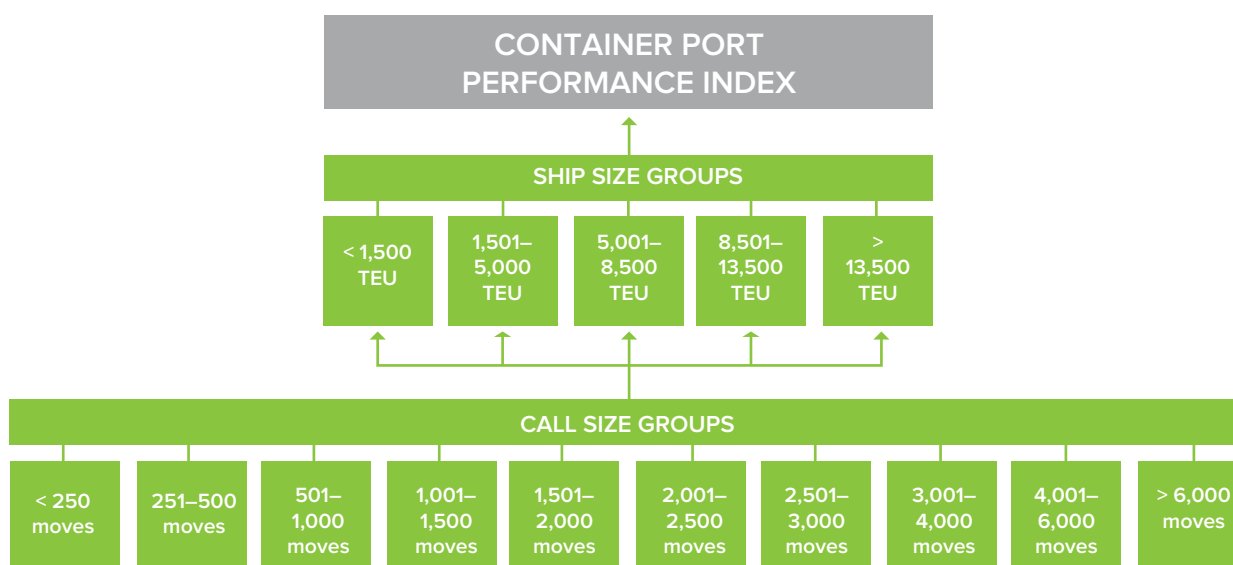 CONTAINER PORT
PERFORMANCE INDEX
SHIP SIZE GROUPS
< 1,500
TEU
1,501–
5,000
TEU
5,001–
8,500
TEU
8,501–
13,500
TEU
>
13,500
TEU
CALL SIZE GROUPS
< 250
moves
251–500
moves
501–
1,000
moves
1,001–
1,500
moves
1,501–
2,000
moves
2,001–
2,500
moves
2,501–
3,000
moves
3,001–
4,000
moves
4,001–
6,000
moves
> 6,000
moves